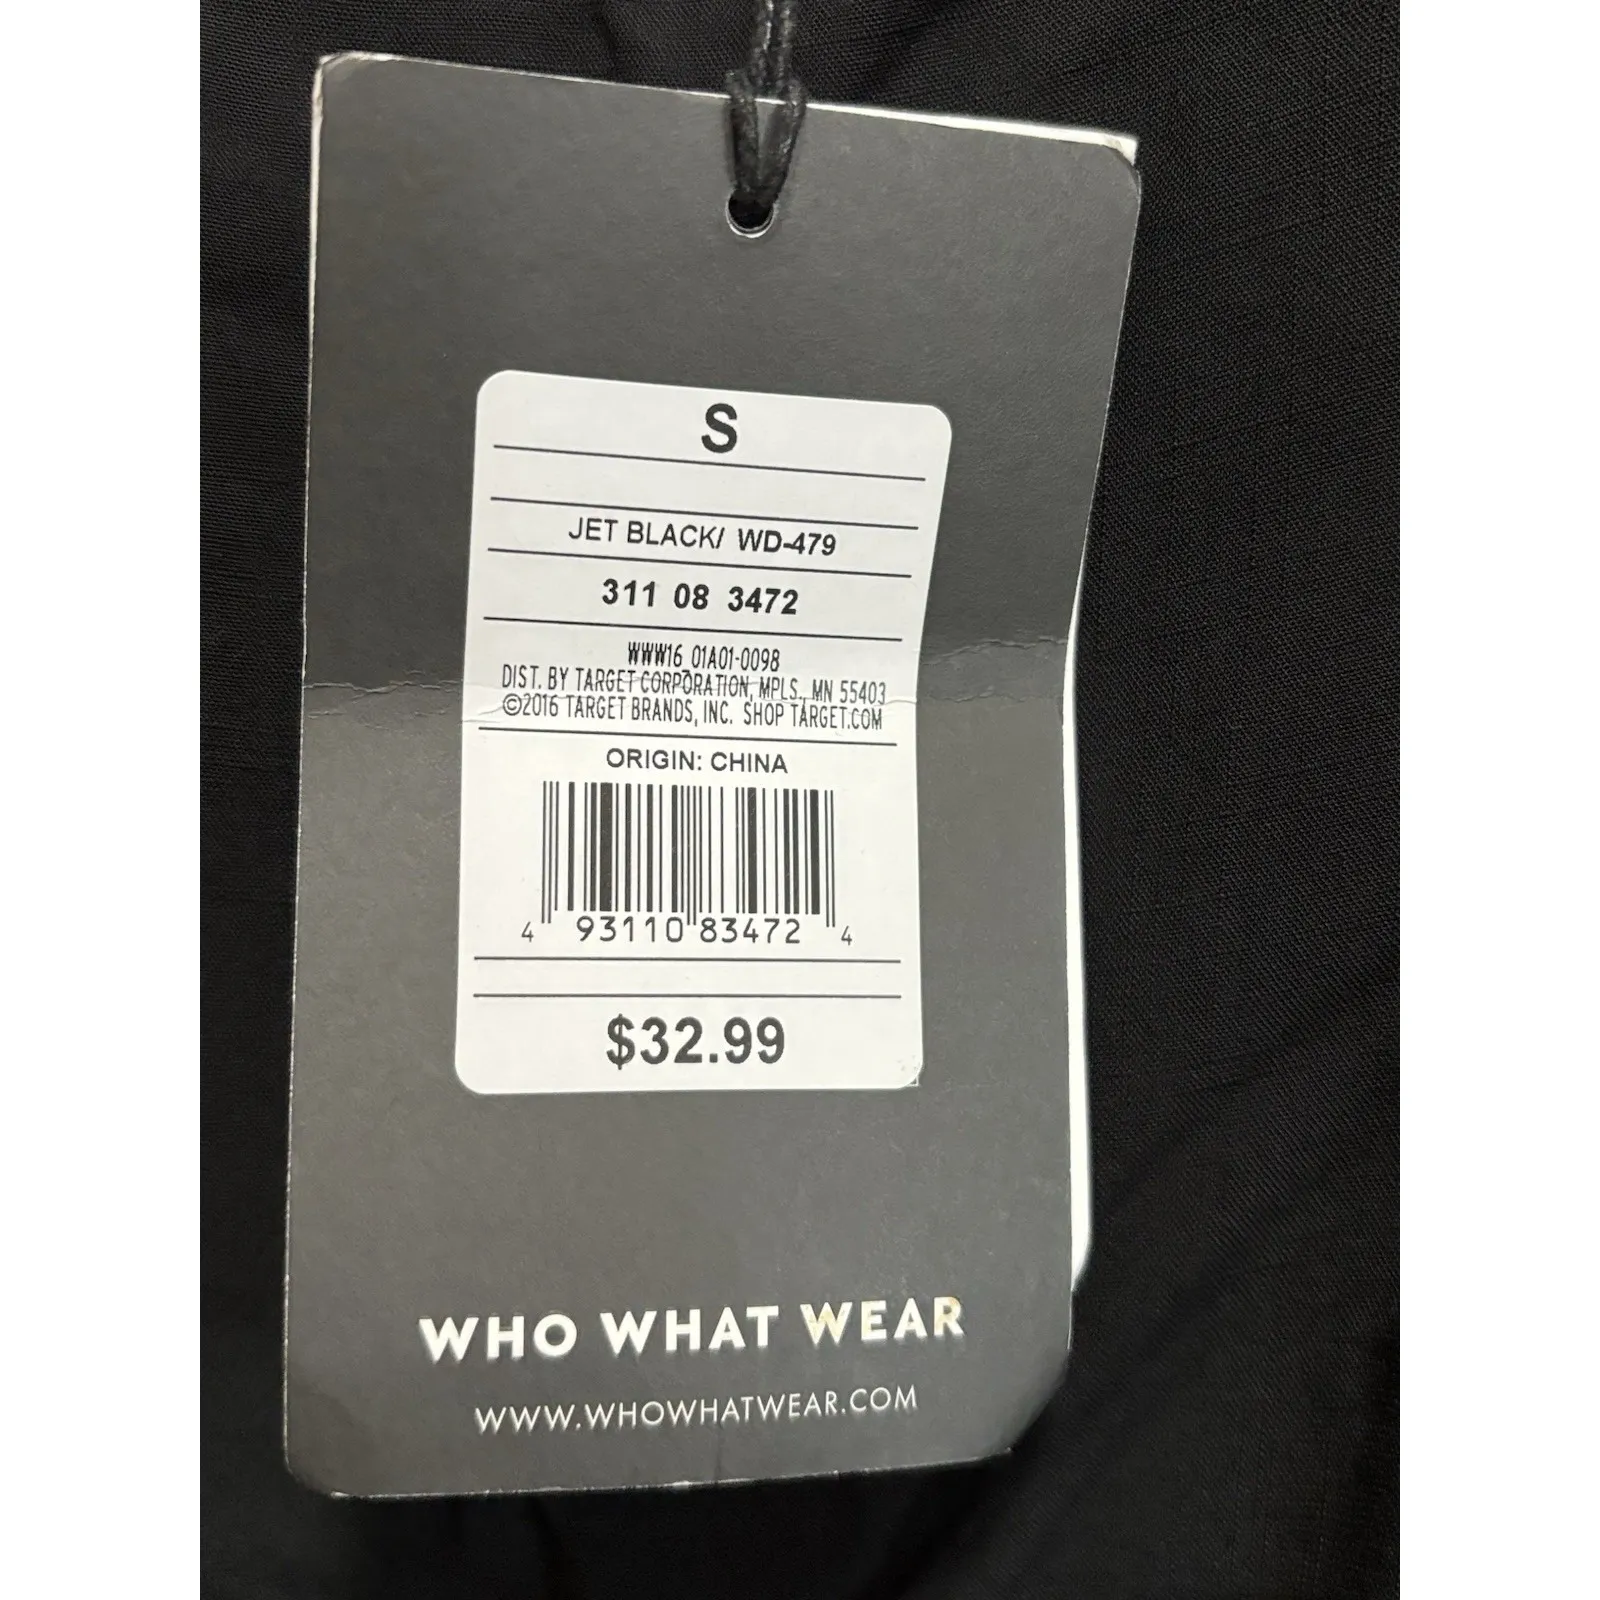 S
JET BLACK/ WD-479
311 08 3472
WWW16 01A01-0098
DIST. BY TARGET CORPORATION, MPLS., MN 55403
©2016 TARGET BRANDS, INC. SHOP TARGET.COM
ORIGIN: CHINA
4 93110 83472 4
$32.99
WHO WHAT WEAR
WWW.WHOWHATWEAR.COM